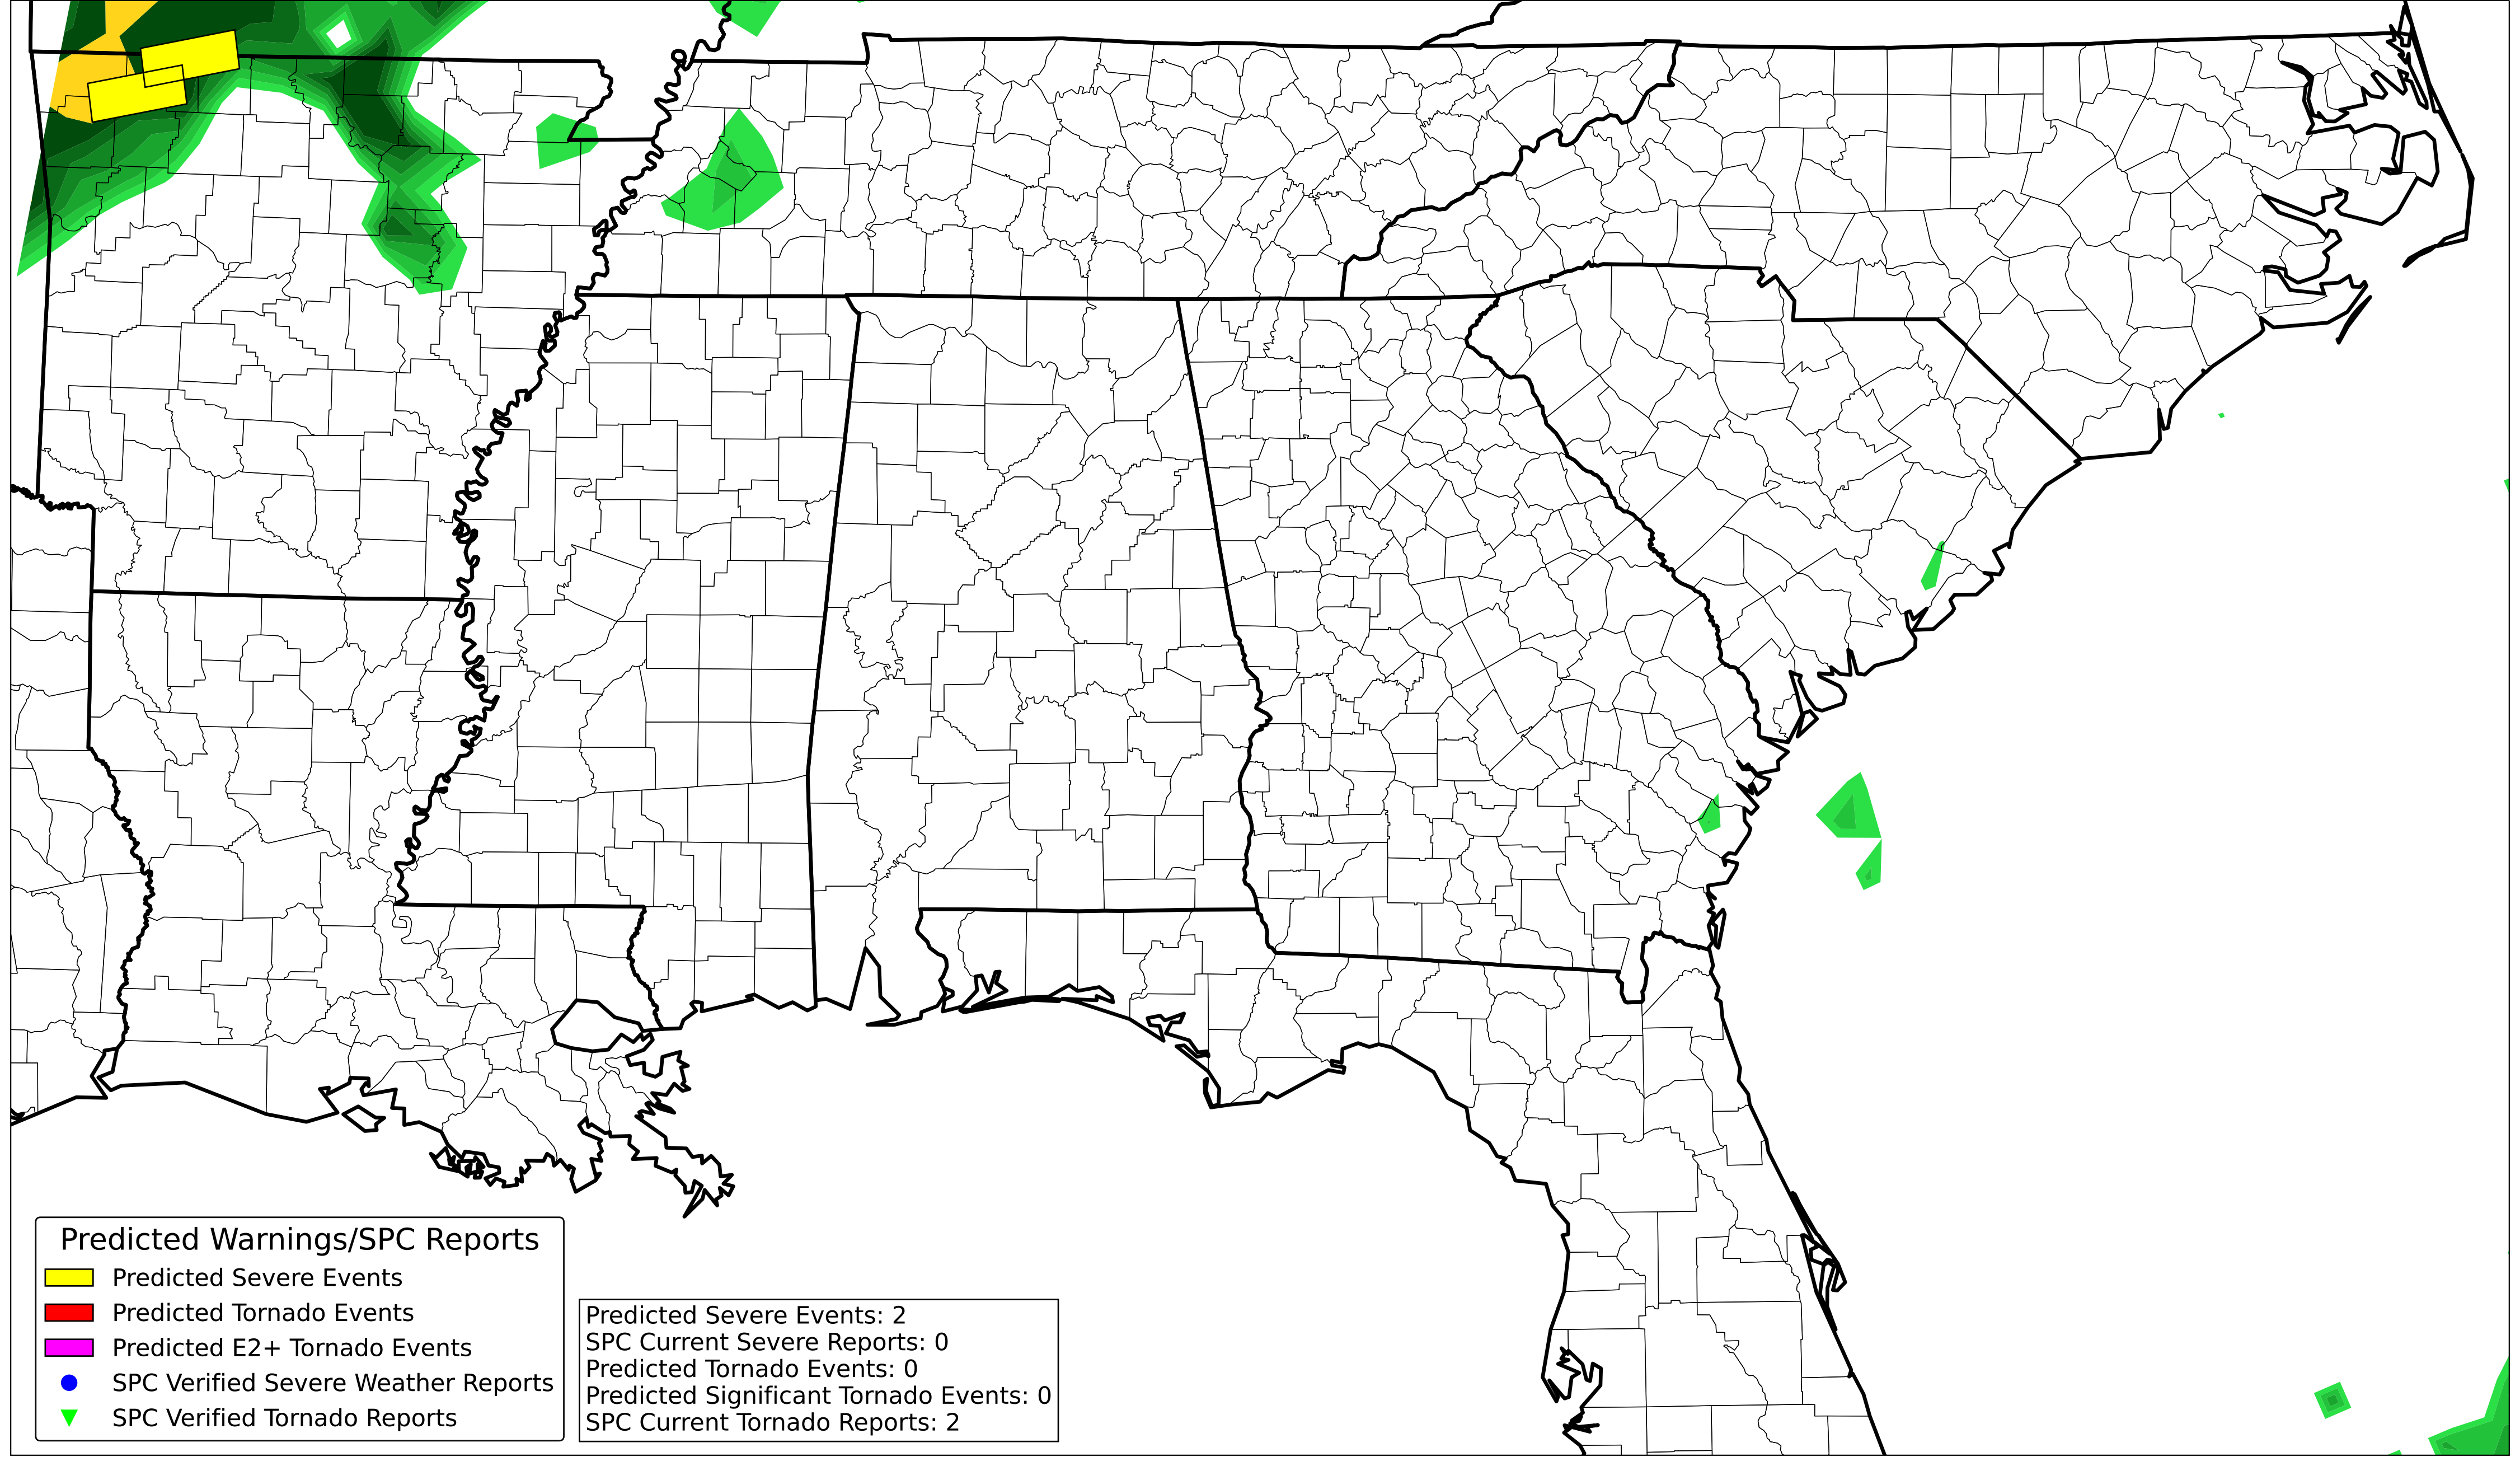 Predicted Warnings/SPC Reports
Predicted Severe Events
Predicted Tornado Events
Predicted E2+ Tornado Events
SPC Verified Severe Weather Reports
SPC Verified Tornado Reports
Predicted Severe Events: 2
SPC Current Severe Reports: 0
Predicted Tornado Events: 0
Predicted Significant Tornado Events: 0
SPC Current Tornado Reports: 2